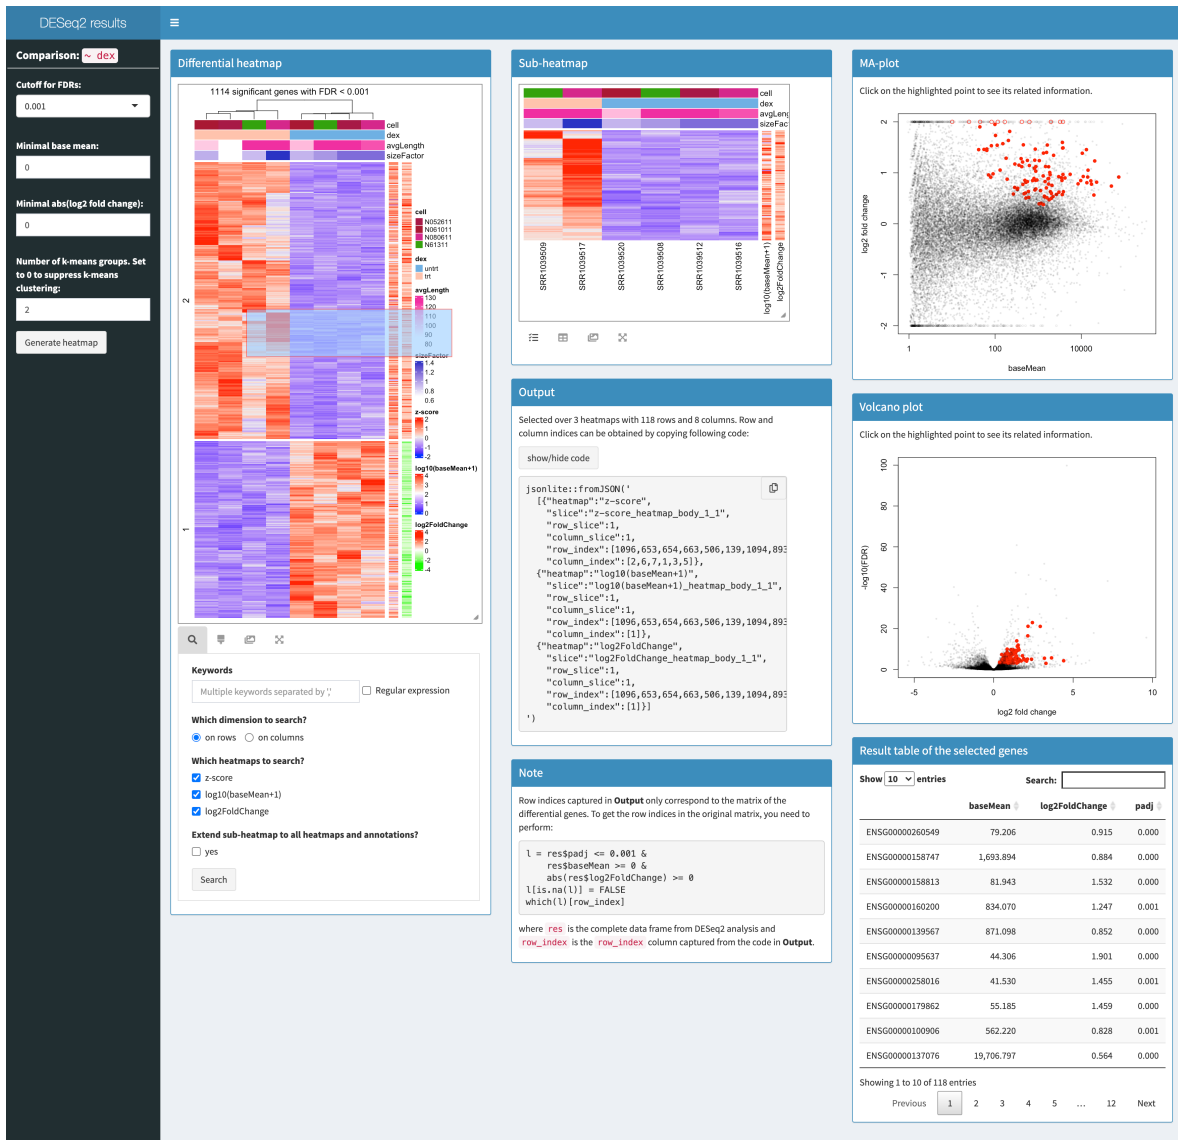 DESeq2 results
Comparison: ~ dex
Cutoff for FDRs:
0.001
Minimal base mean:
0
Minimal abs(log2 fold change):
0
Number of k-means groups. Set
to 0 to suppress k-means
clustering:
2
Generate heatmap
Differential heatmap
1114 significant genes with FDR < 0.001
cell
dex
avgLength
sizeFactor
2
1
cell
N052611
N061011
N080611
N61311
dex
untrt
trt
avgLength
130
120
110
100
90
80
sizeFactor
1.4
1.2
1
0.8
0.6
z-score
2
1
0
-1
-2
log10(baseMean+1)
4
3
2
1
0
log2FoldChange
4
2
0
-2
-4
Keywords
Multiple keywords separated by ','
Regular expression
Which dimension to search?
on rows on columns
Which heatmaps to search?
z-score
log10(baseMean+1)
log2FoldChange
Extend sub-heatmap to all heatmaps and annotations?
yes
Search
Sub-heatmap
cell
dex
avgLeng
sizeFac
SRR1039509
SRR1039517
SRR1039520
SRR1039508
SRR1039512
SRR1039516
log10(baseMean+1)
log2FoldChange
Output
Selected over 3 heatmaps with 118 rows and 8 columns. Row and
column indices can be obtained by copying following code:
show/hide code
jsonlite::fromJSON('
[{"heatmap":"z-score",
"slice":"z-score_heatmap_body_1_1",
"row_slice":1,
"column_slice":1,
"row_index":[1096,653,654,663,506,139,1094,893
"column_index":[2,6,7,1,3,5]},
{"heatmap":"log10(baseMean+1)",
"slice":"log10(baseMean+1)_heatmap_body_1_1",
"row_slice":1,
"column_slice":1,
"row_index":[1096,653,654,663,506,139,1094,893
"column_index":[1]},
{"heatmap":"log2FoldChange",
"slice":"log2FoldChange_heatmap_body_1_1",
"row_slice":1,
"column_slice":1,
"row_index":[1096,653,654,663,506,139,1094,893
"column_index":[1]}]
')
Note
Row indices captured in Output only correspond to the matrix of the
differential genes. To get the row indices in the original matrix, you need to
perform:
l = res$padj <= 0.001 &
res$baseMean >= 0 &
abs(res$log2FoldChange) >= 0
l[is.na(l)] = FALSE
which(l)[row_index]
where res is the complete data frame from DESeq2 analysis and
row_index is the row_index column captured from the code in Output.
MA-plot
Click on the highlighted point to see its related information.
log2 fold change
2
1
0
-1
-2
1 100 10000
baseMean
Volcano plot
Click on the highlighted point to see its related information.
-log10(FDR)
100
80
60
40
20
0
-5 0 5 10
log2 fold change
Result table of the selected genes
Show 10 entries Search:
baseMean log2FoldChange padj
ENSG00000260549 79.206 0.915 0.000
ENSG00000158747 1,693.894 0.884 0.000
ENSG00000158813 81.943 1.532 0.000
ENSG00000160200 834.070 1.247 0.001
ENSG00000139567 871.098 0.852 0.000
ENSG00000095637 44.306 1.901 0.000
ENSG00000258016 41.530 1.455 0.001
ENSG00000179862 55.185 1.459 0.000
ENSG00000100906 562.220 0.828 0.001
ENSG00000137076 19,706.797 0.564 0.000
Showing 1 to 10 of 118 entries
Previous 1 2 3 4 5 … 12 Next